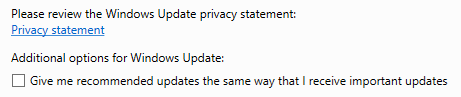 Please review the Windows Update privacy statement:
Privacy statement
Additional options for Windows Update:
Give me recommended updates the same way that I receive important updates